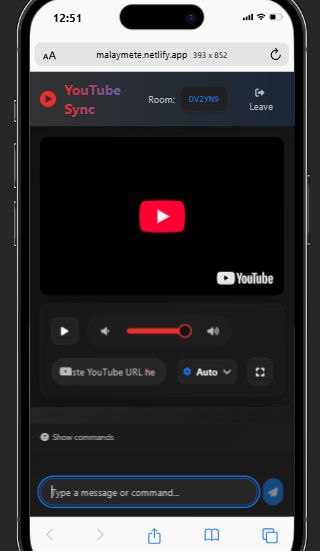 12:51
AA malaymete.netlify.app 393 x 852
YouTube
Sync
Room: DV2YN9
Leave
YouTube
ste YouTube URL he
Auto
Show commands
Type a message or command...